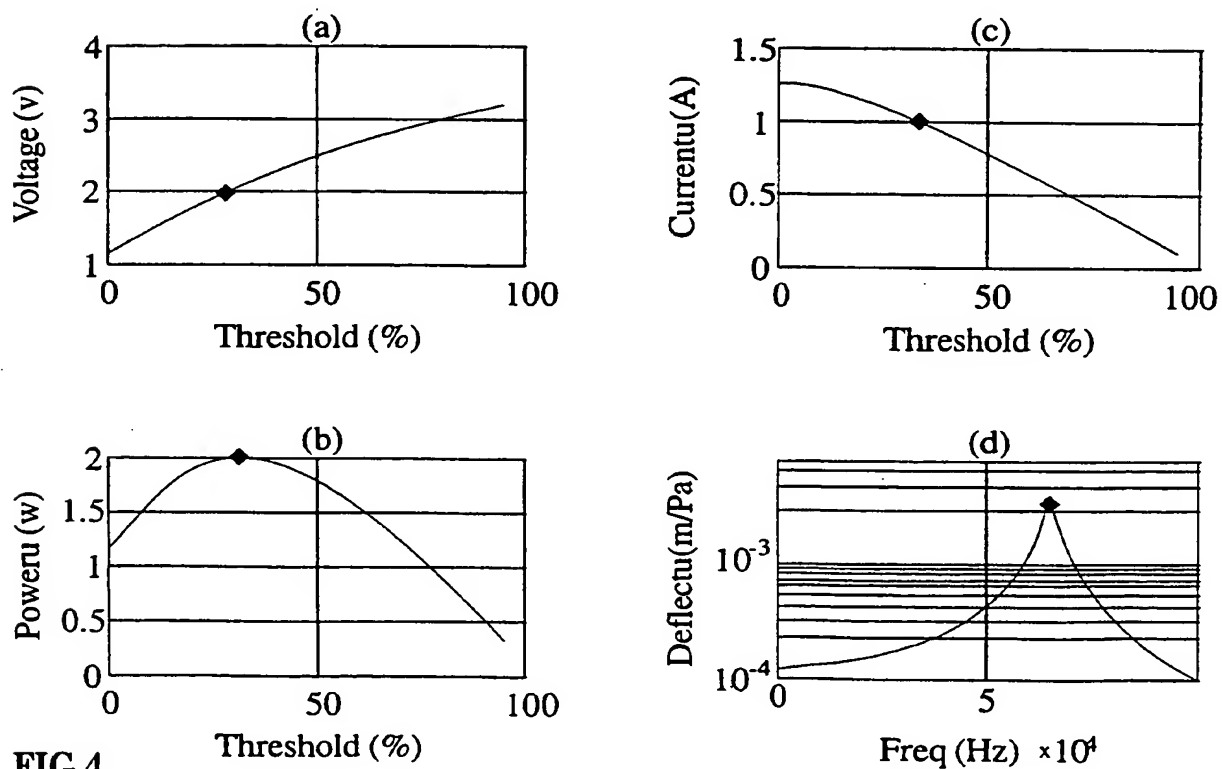 (a)
4
3
2
1
Voltage (v)
0 50 100
Threshold (%)
(c)
1.5
1
0.5
0
Currentu(A)
0 50 100
Threshold (%)
(b)
2
1.5
1
0.5
0
Poweru (w)
0 50 100
Threshold (%)
(d)
10-3
10-4
Deflectu(m/Pa)
0 5
Freq (Hz) ×10⁴
FIG 4